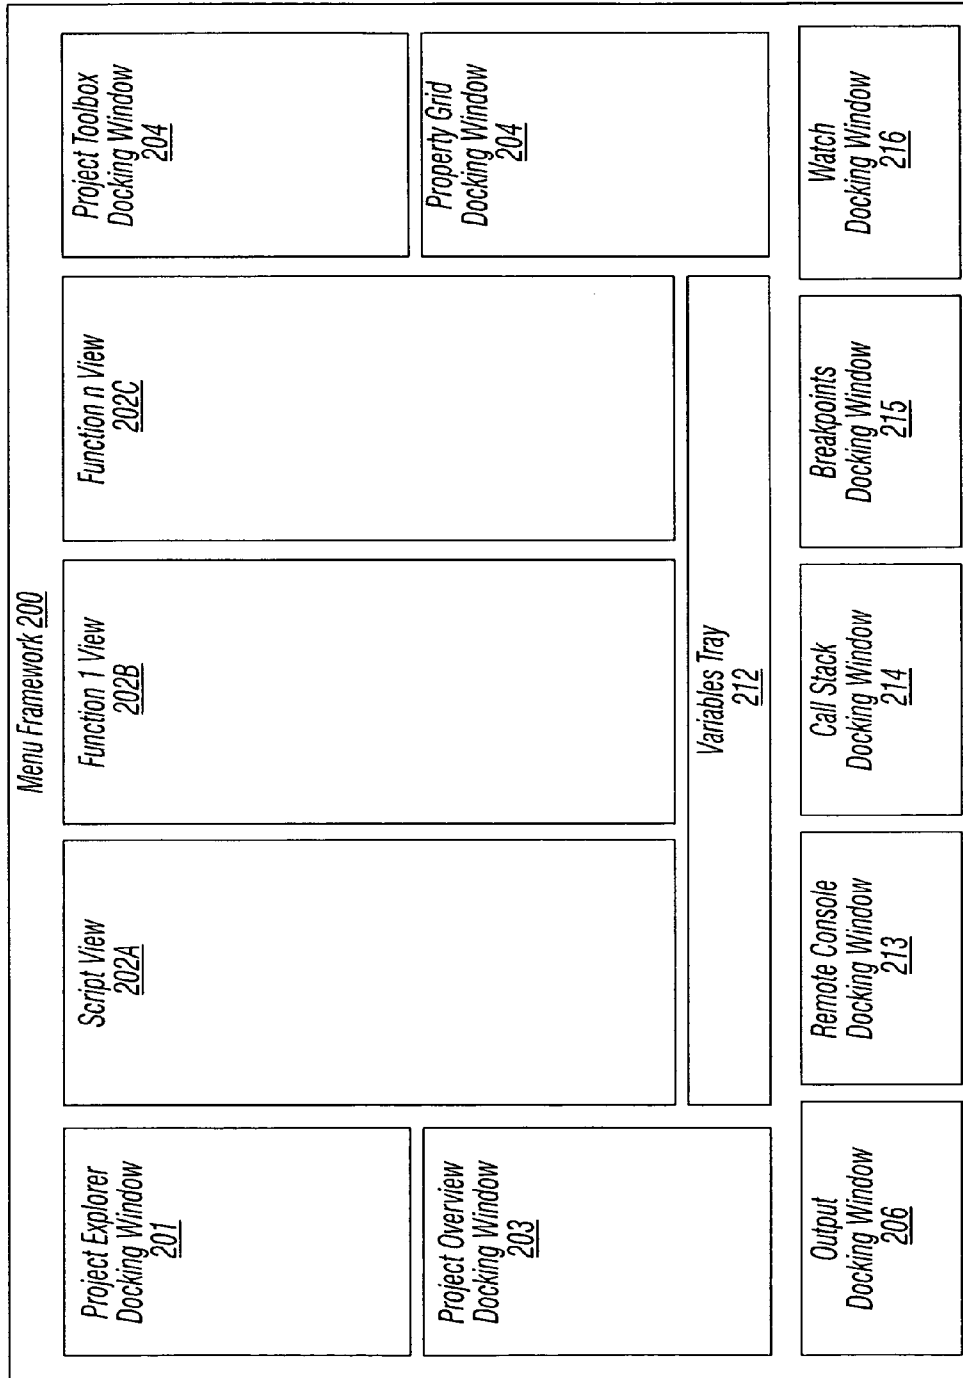 Menu Framework 200
Project Explorer
Docking Window
201
Script View
202A
Function 1 View
202B
Function n View
202C
Project Toolbox
Docking Window
204
Project Overview
Docking Window
203
Property Grid
Docking Window
204
Variables Tray
212
Output
Docking Window
206
Remote Console
Docking Window
213
Call Stack
Docking Window
214
Breakpoints
Docking Window
215
Watch
Docking Window
216